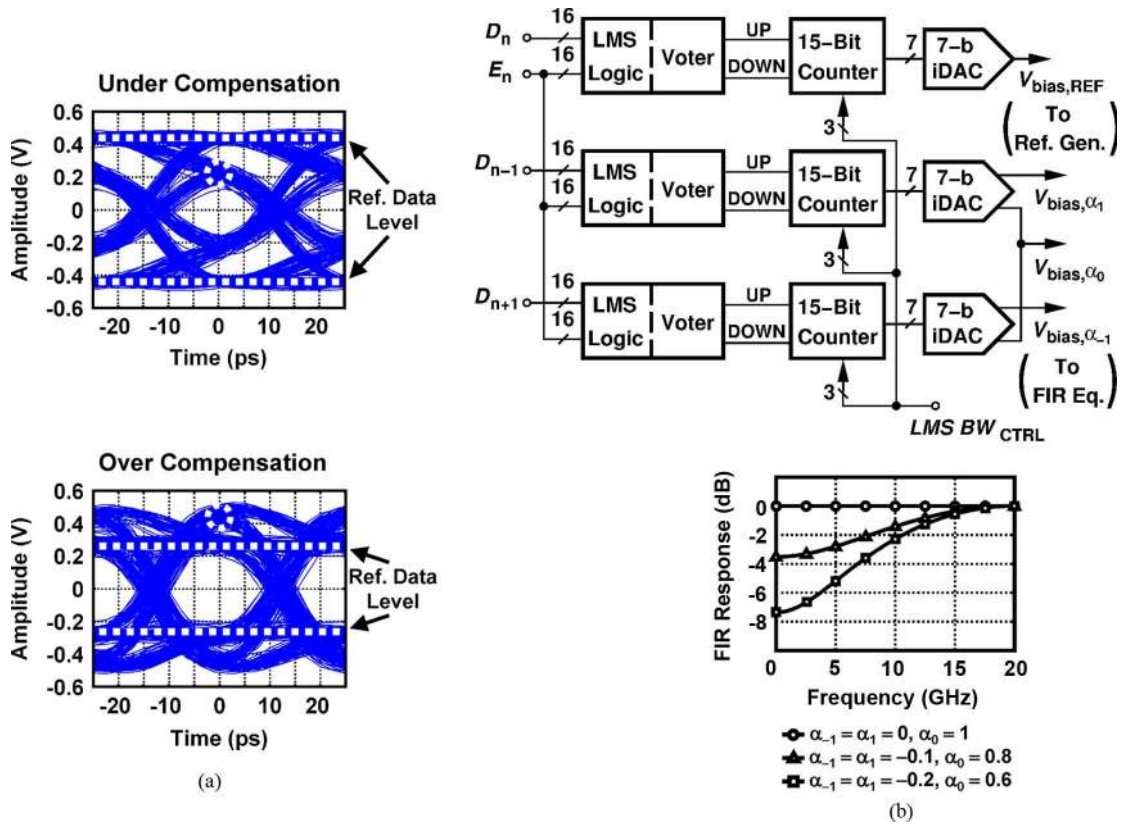 Under Compensation
Amplitude (V)
0.6
0.4
0.2
0
-0.2
-0.4
-0.6
-20 -10 0 10 20
Time (ps)
Ref. Data
Level
Over Compensation
Amplitude (V)
0.6
0.4
0.2
0
-0.2
-0.4
-0.6
-20 -10 0 10 20
Time (ps)
Ref. Data
Level
(a)
Dn
En
16
16
LMS
Logic
Voter
UP
DOWN
15-Bit
Counter
3
7
7-b
iDAC
Vbias,REF
(To
Ref. Gen.)
Dn-1
16
16
LMS
Logic
Voter
UP
DOWN
15-Bit
Counter
3
7
7-b
iDAC
Vbias,α1
Vbias,α0
Dn+1
16
16
LMS
Logic
Voter
UP
DOWN
15-Bit
Counter
3
7
7-b
iDAC
Vbias,α-1
(To
FIR Eq.)
LMS BW CTRL
FIR Response (dB)
0
-2
-4
-6
-8
0 5 10 15 20
Frequency (GHz)
α−1 = α1 = 0, α0 = 1
α−1 = α1 = −0.1, α0 = 0.8
α−1 = α1 = −0.2, α0 = 0.6
(b)